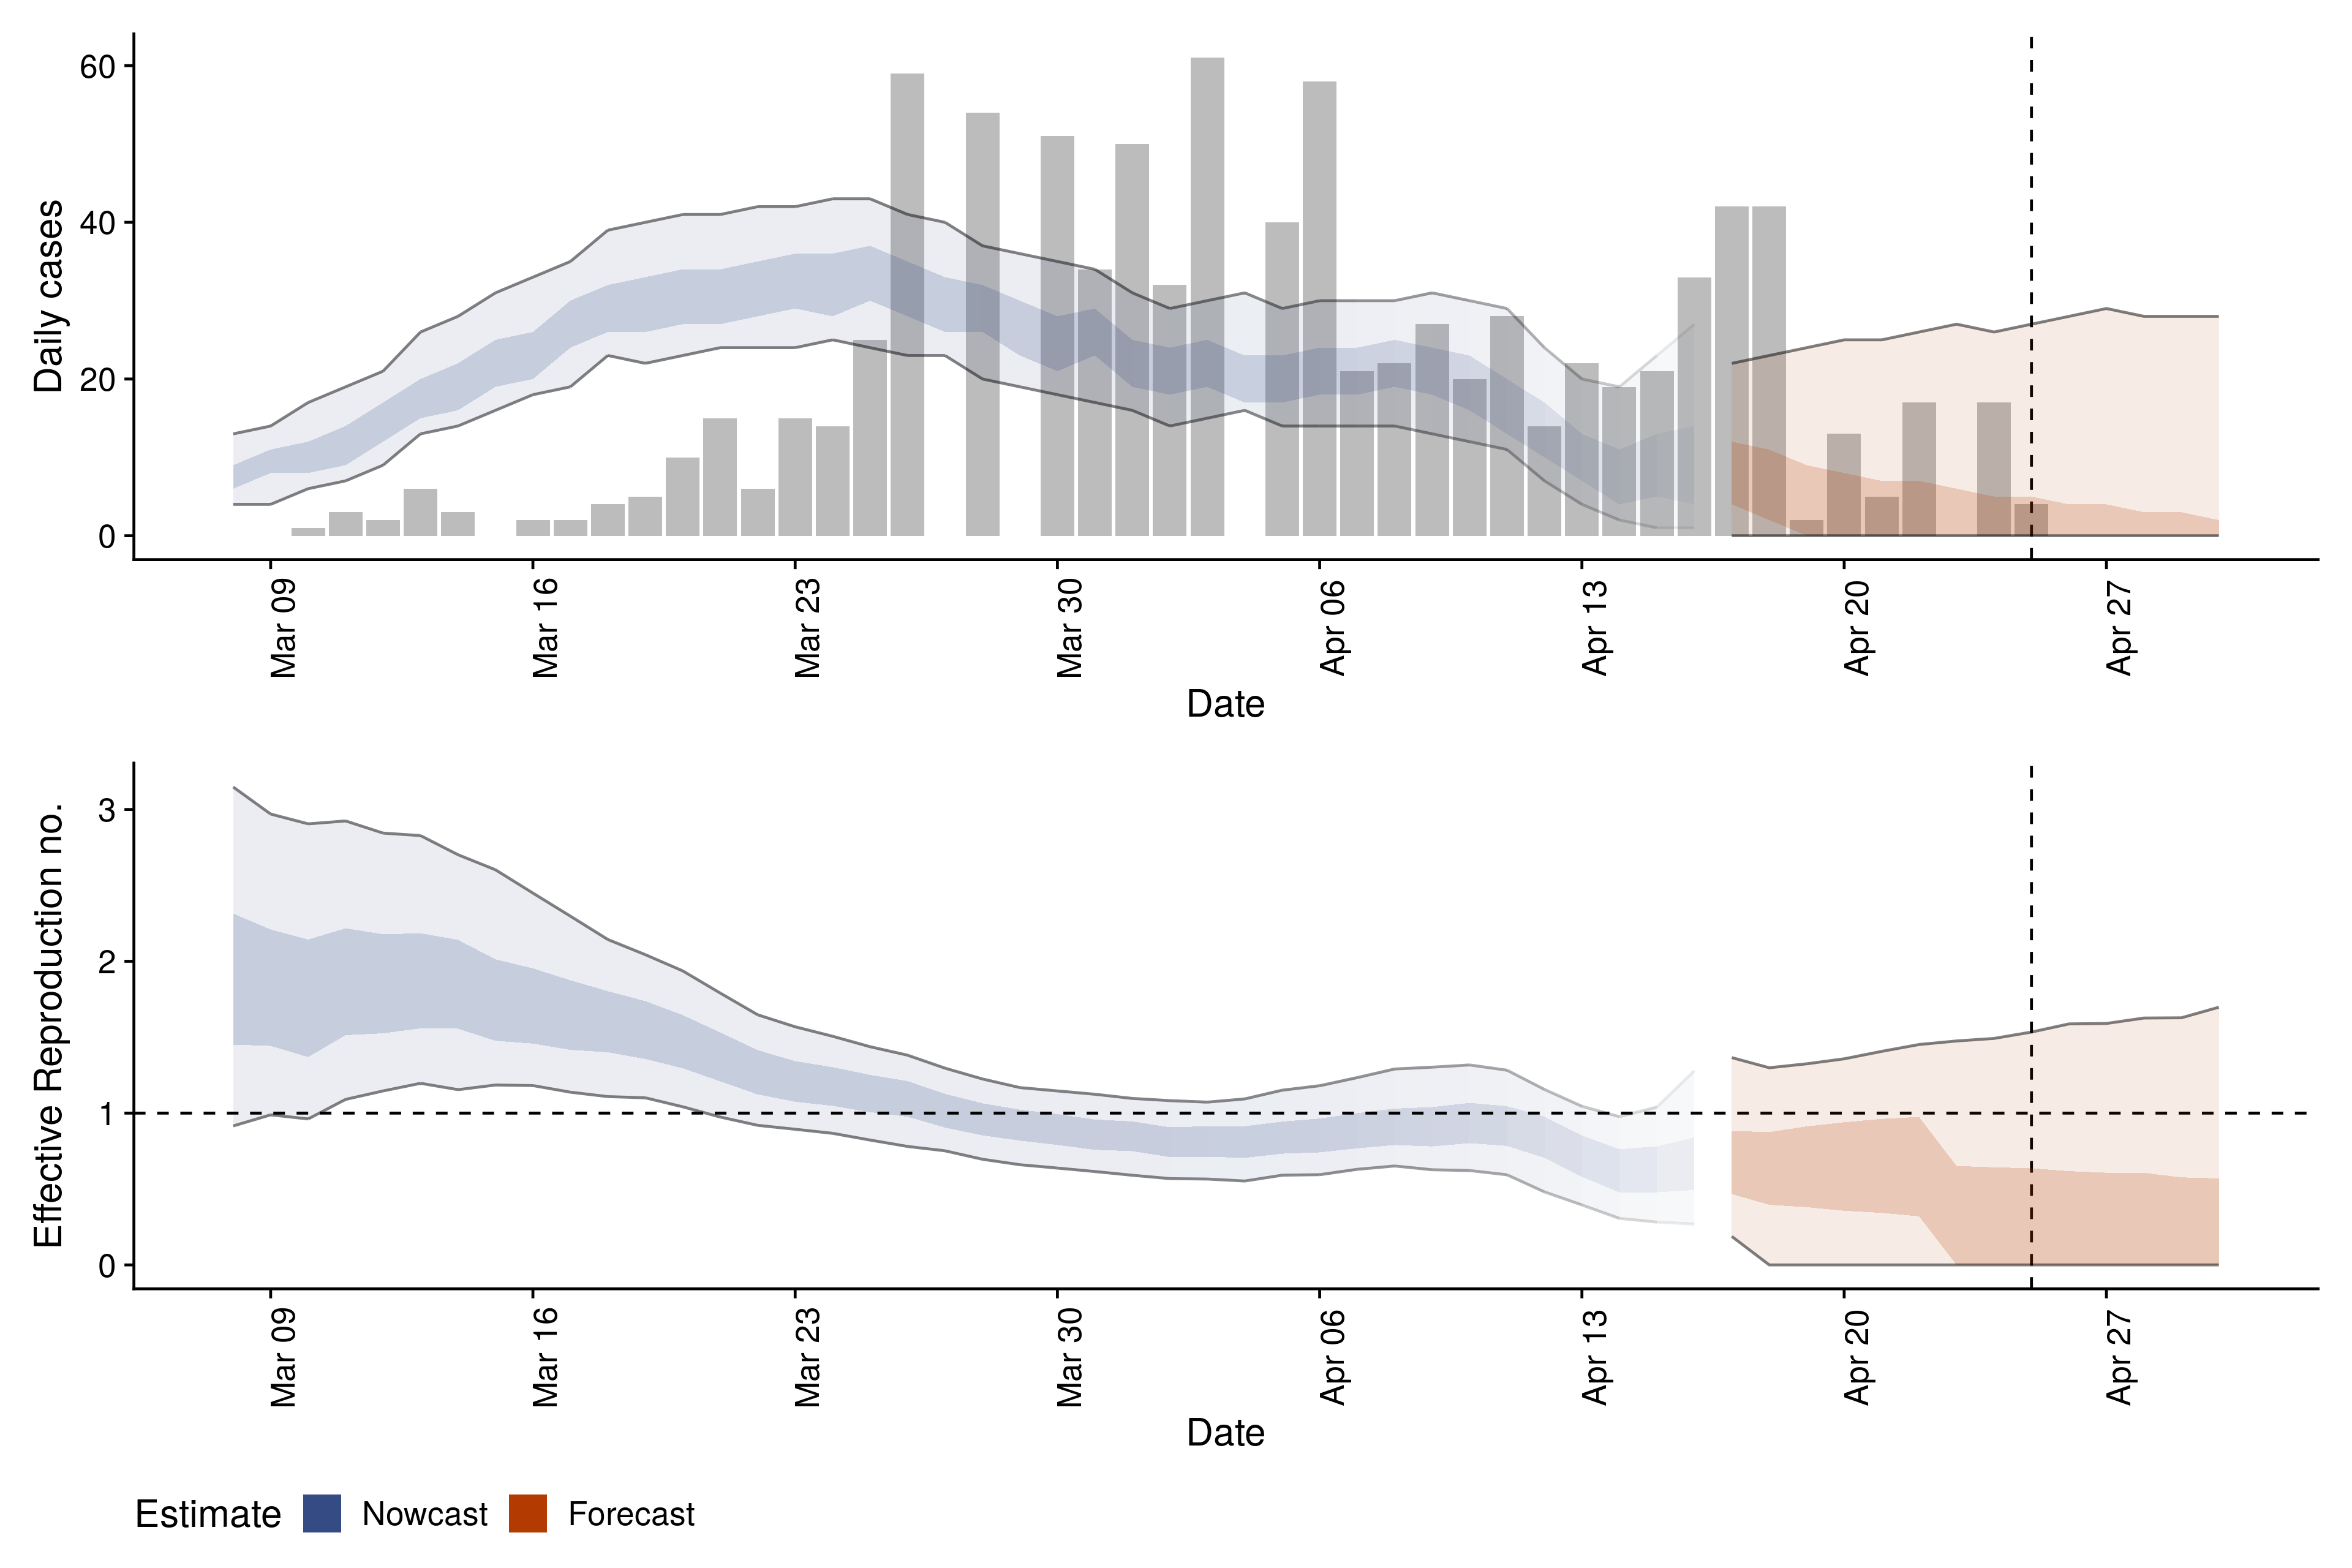 Daily cases
60
40
20
0
Mar 09
Mar 16
Mar 23
Mar 30
Apr 06
Apr 13
Apr 20
Apr 27
Date
Effective Reproduction no.
3
2
1
0
Mar 09
Mar 16
Mar 23
Mar 30
Apr 06
Apr 13
Apr 20
Apr 27
Date
Estimate Nowcast Forecast